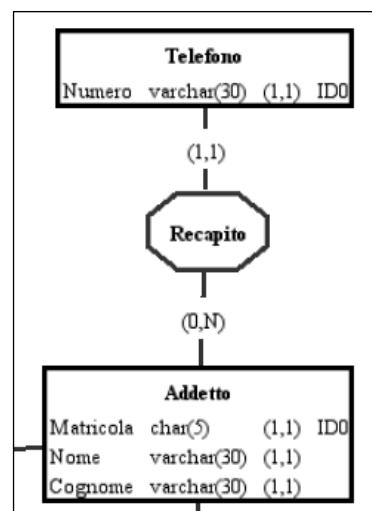 Telefono
Numero varchar(30) (1,1) ID0
(1,1)
Recapito
(0,N)
Addetto
Matricola char(5) (1,1) ID0
Nome varchar(30) (1,1)
Cognome varchar(30) (1,1)